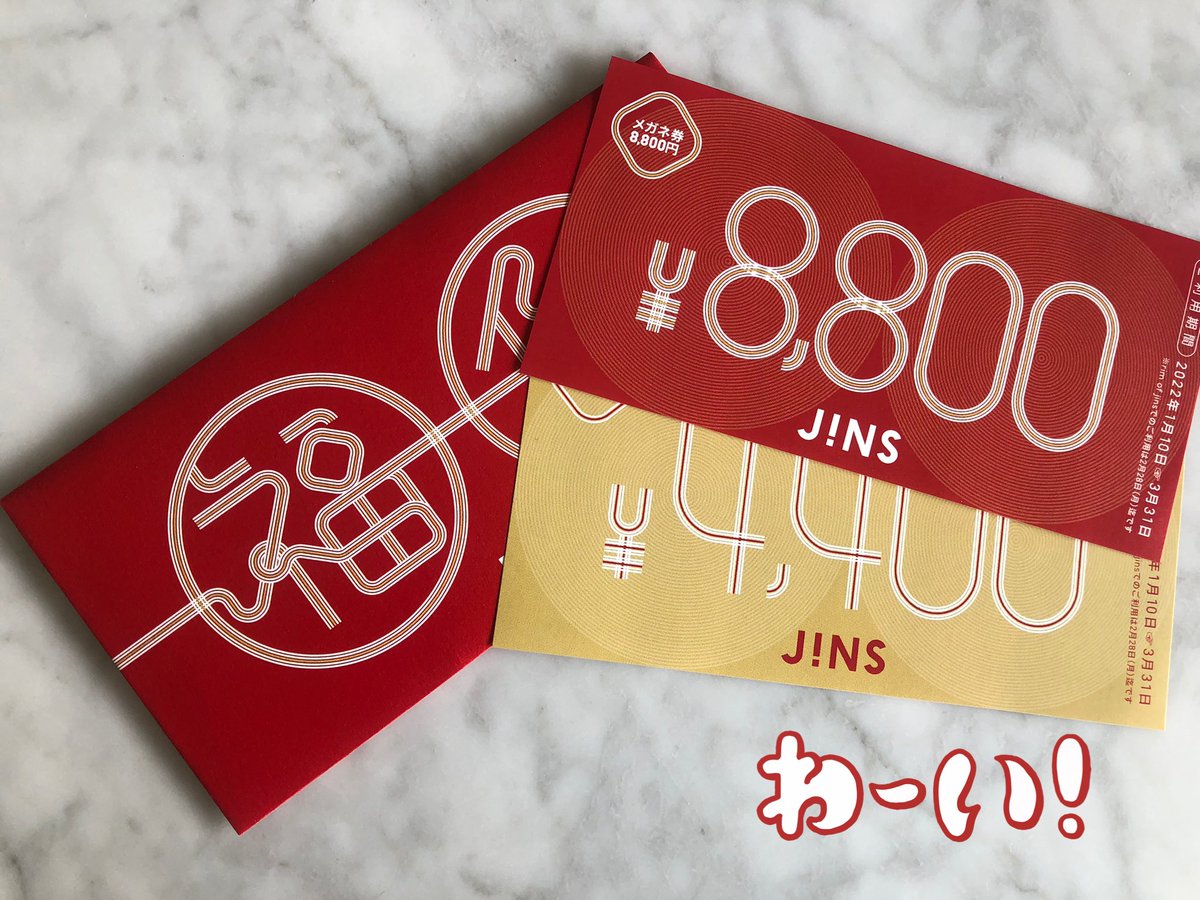 福
メガネ券
8,800円
¥8,800
JINS
ご利用期間 2022年1月10日☞3月31日
※rim of jinsでのご利用は2月28日(月)迄です
¥4,400
JINS
年1月10日☞3月31日
insでのご利用は2月28日(月)迄です
わーい!